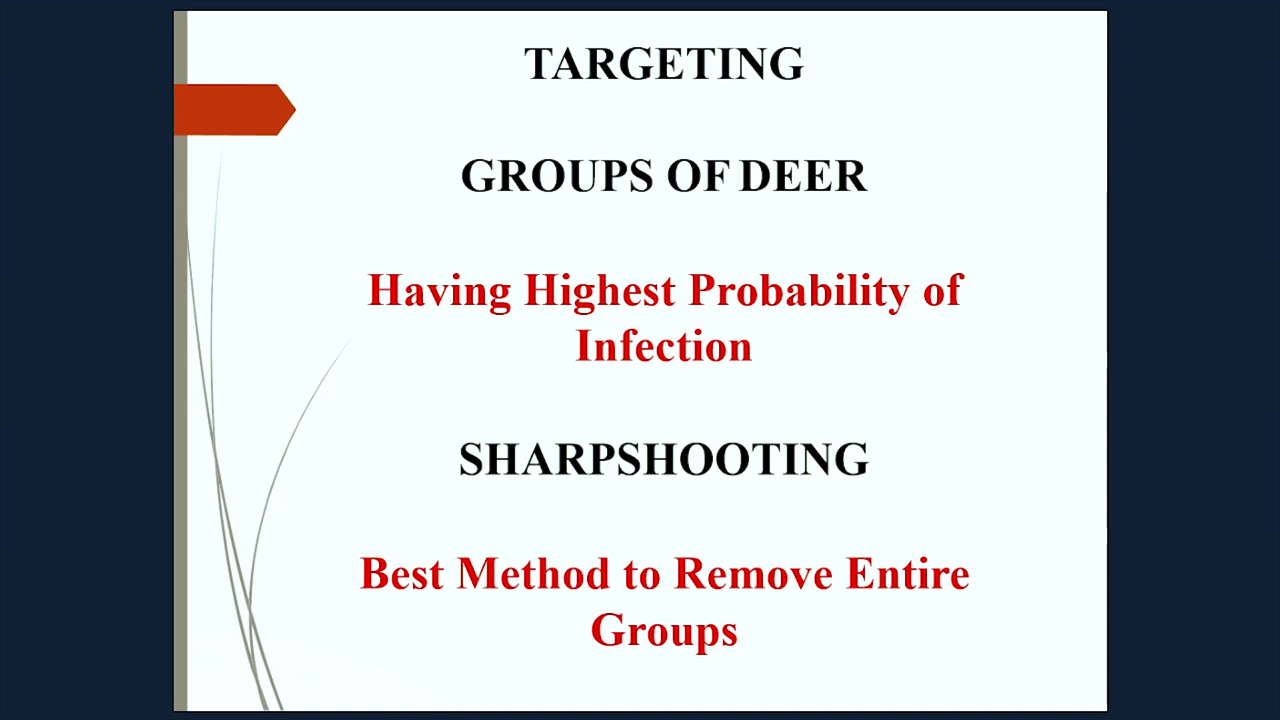 TARGETING
GROUPS OF DEER
Having Highest Probability of
Infection
SHARPSHOOTING
Best Method to Remove Entire
Groups